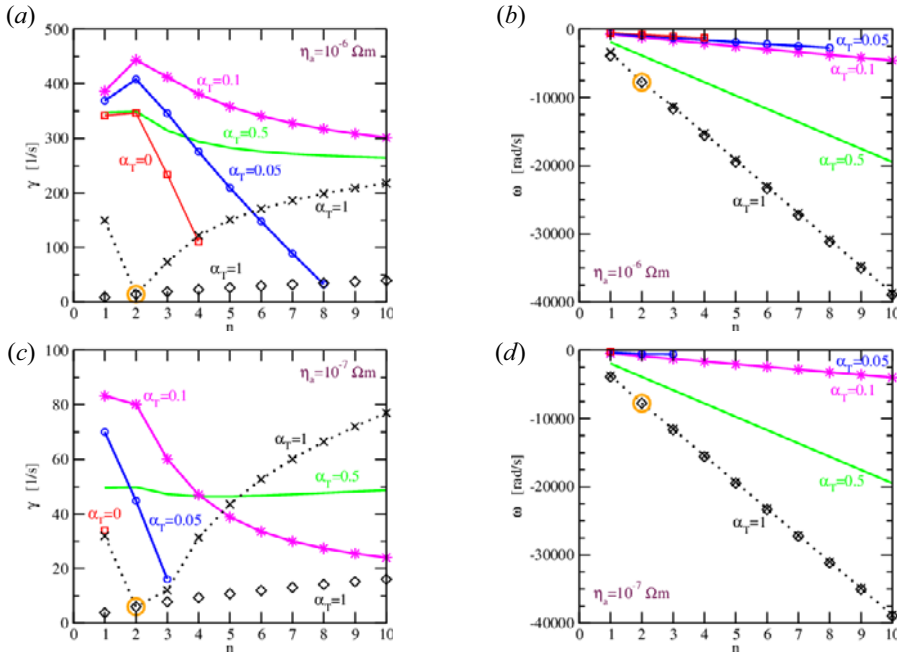 (a)
γ [1/s]
500
400
300
200
100
0
η_a=10⁻⁶ Ωm
α_T=0.1
α_T=0.5
α_T=0
α_T=0.05
α_T=1
α_T=1
0 1 2 3 4 5 6 7 8 9 10
n
(b)
ω [rad/s]
0
-10000
-20000
-30000
-40000
α_T=0.05
α_T=0.1
α_T=0.5
α_T=1
η_a=10⁻⁶ Ωm
0 1 2 3 4 5 6 7 8 9 10
n
(c)
γ [1/s]
100
80
60
40
20
0
η_a=10⁻⁷ Ωm
α_T=0.1
α_T=1
α_T=0.5
α_T=0
α_T=0.05
α_T=1
0 1 2 3 4 5 6 7 8 9 10
n
(d)
ω [rad/s]
0
-10000
-20000
-30000
-40000
α_T=0.05
α_T=0.1
α_T=0.5
α_T=1
η_a=10⁻⁷ Ωm
0 1 2 3 4 5 6 7 8 9 10
n